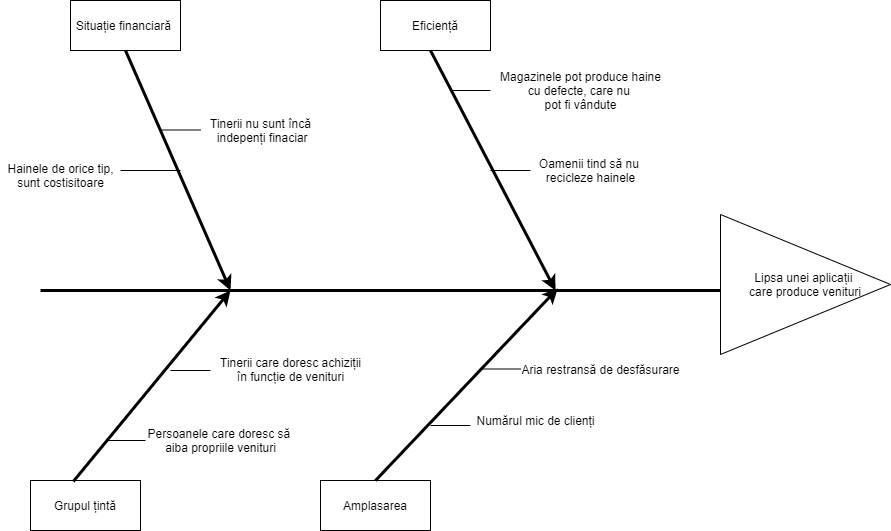 Situație financiară
Eficiență
Magazinele pot produce haine
cu defecte, care nu
pot fi vândute
Tinerii nu sunt încă
indepenți finaciar
Hainele de orice tip,
sunt costisitoare
Oamenii tind să nu
recicleze hainele
Lipsa unei aplicații
care produce venituri
Tinerii care doresc achiziții
în funcție de venituri
Aria restransă de desfăsurare
Persoanele care doresc să
aiba propriile venituri
Numărul mic de clienți
Grupul țintă
Amplasarea